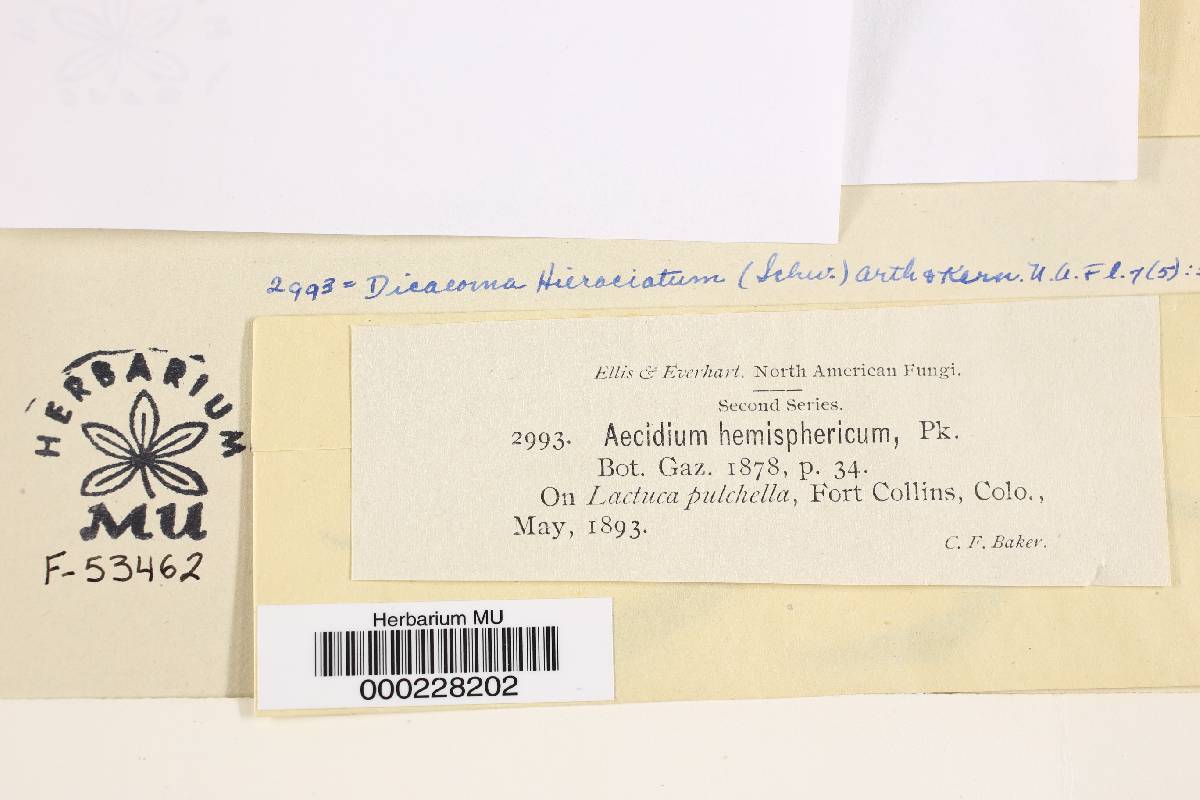 2993 = Dicaeoma Hieraciatum (Schw.) Arth & Kern. N. A. Fl. 7(5):
HERBARIUM
MU
F-53462
Ellis & Everhart. North American Fungi.
Second Series.
2993. Aecidium hemisphericum, Pk.
Bot. Gaz. 1878, p. 34.
On Lactuca pulchella, Fort Collins, Colo.,
May, 1893.
C. F. Baker.
Herbarium MU
000228202